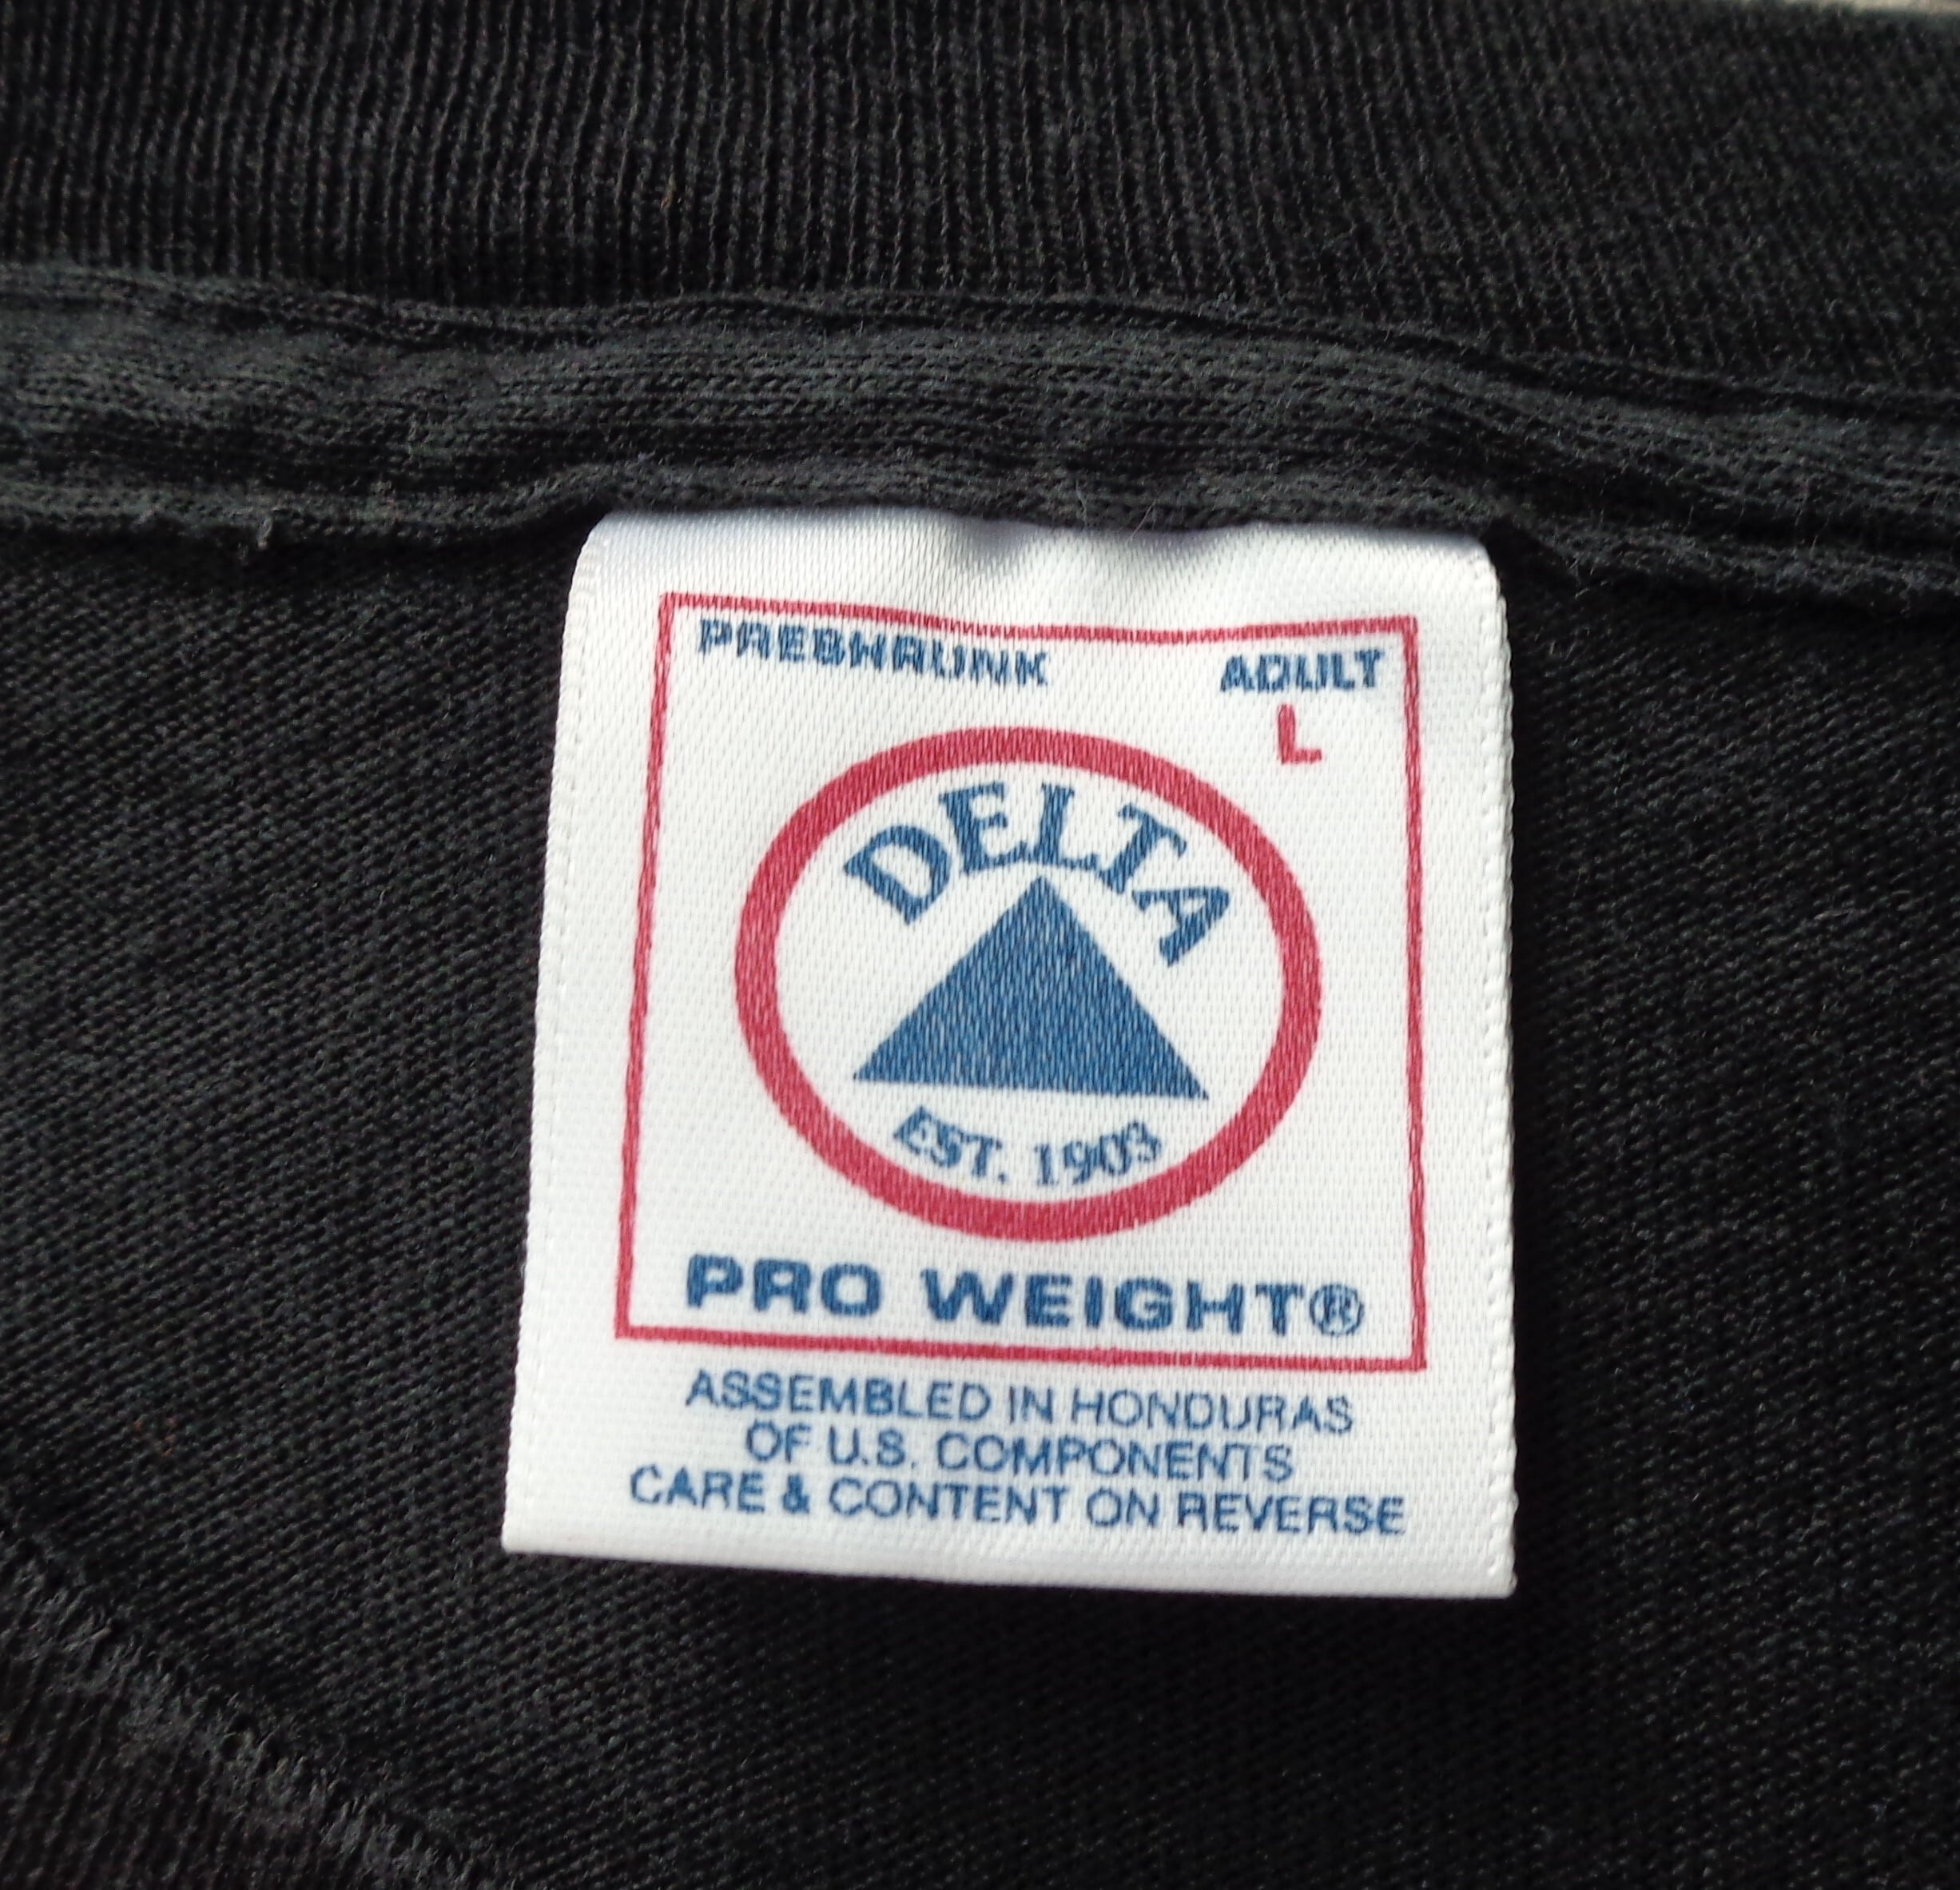 PRESHRUNK ADULT
L
DELTA
EST. 1903
PRO WEIGHT®
ASSEMBLED IN HONDURAS
OF U.S. COMPONENTS
CARE & CONTENT ON REVERSE